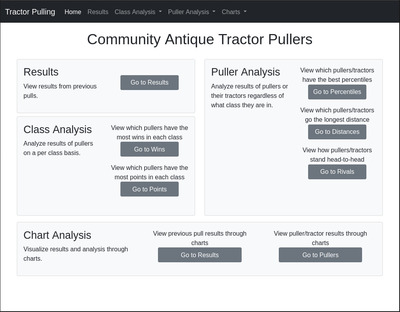 Tractor Pulling Home Results Class Analysis Puller Analysis Charts
Community Antique Tractor Pullers
Results
View results from previous
pulls.
Go to Results
Class Analysis
Analyze results of pullers
on a per class basis.
View which pullers have the
most wins in each class
Go to Wins
View which pullers have the
most points in each class
Go to Points
Puller Analysis
Analyze results of pullers or
their tractors regardless of
what class they are in.
View which pullers/tractors
have the best percentiles
Go to Percentiles
View which pullers/tractors
go the longest distance
Go to Distances
View how pullers/tractors
stand head-to-head
Go to Rivals
Chart Analysis
Visualize results and analysis through
charts.
View previous pull results through
charts
Go to Results
View puller/tractor results through
charts
Go to Pullers